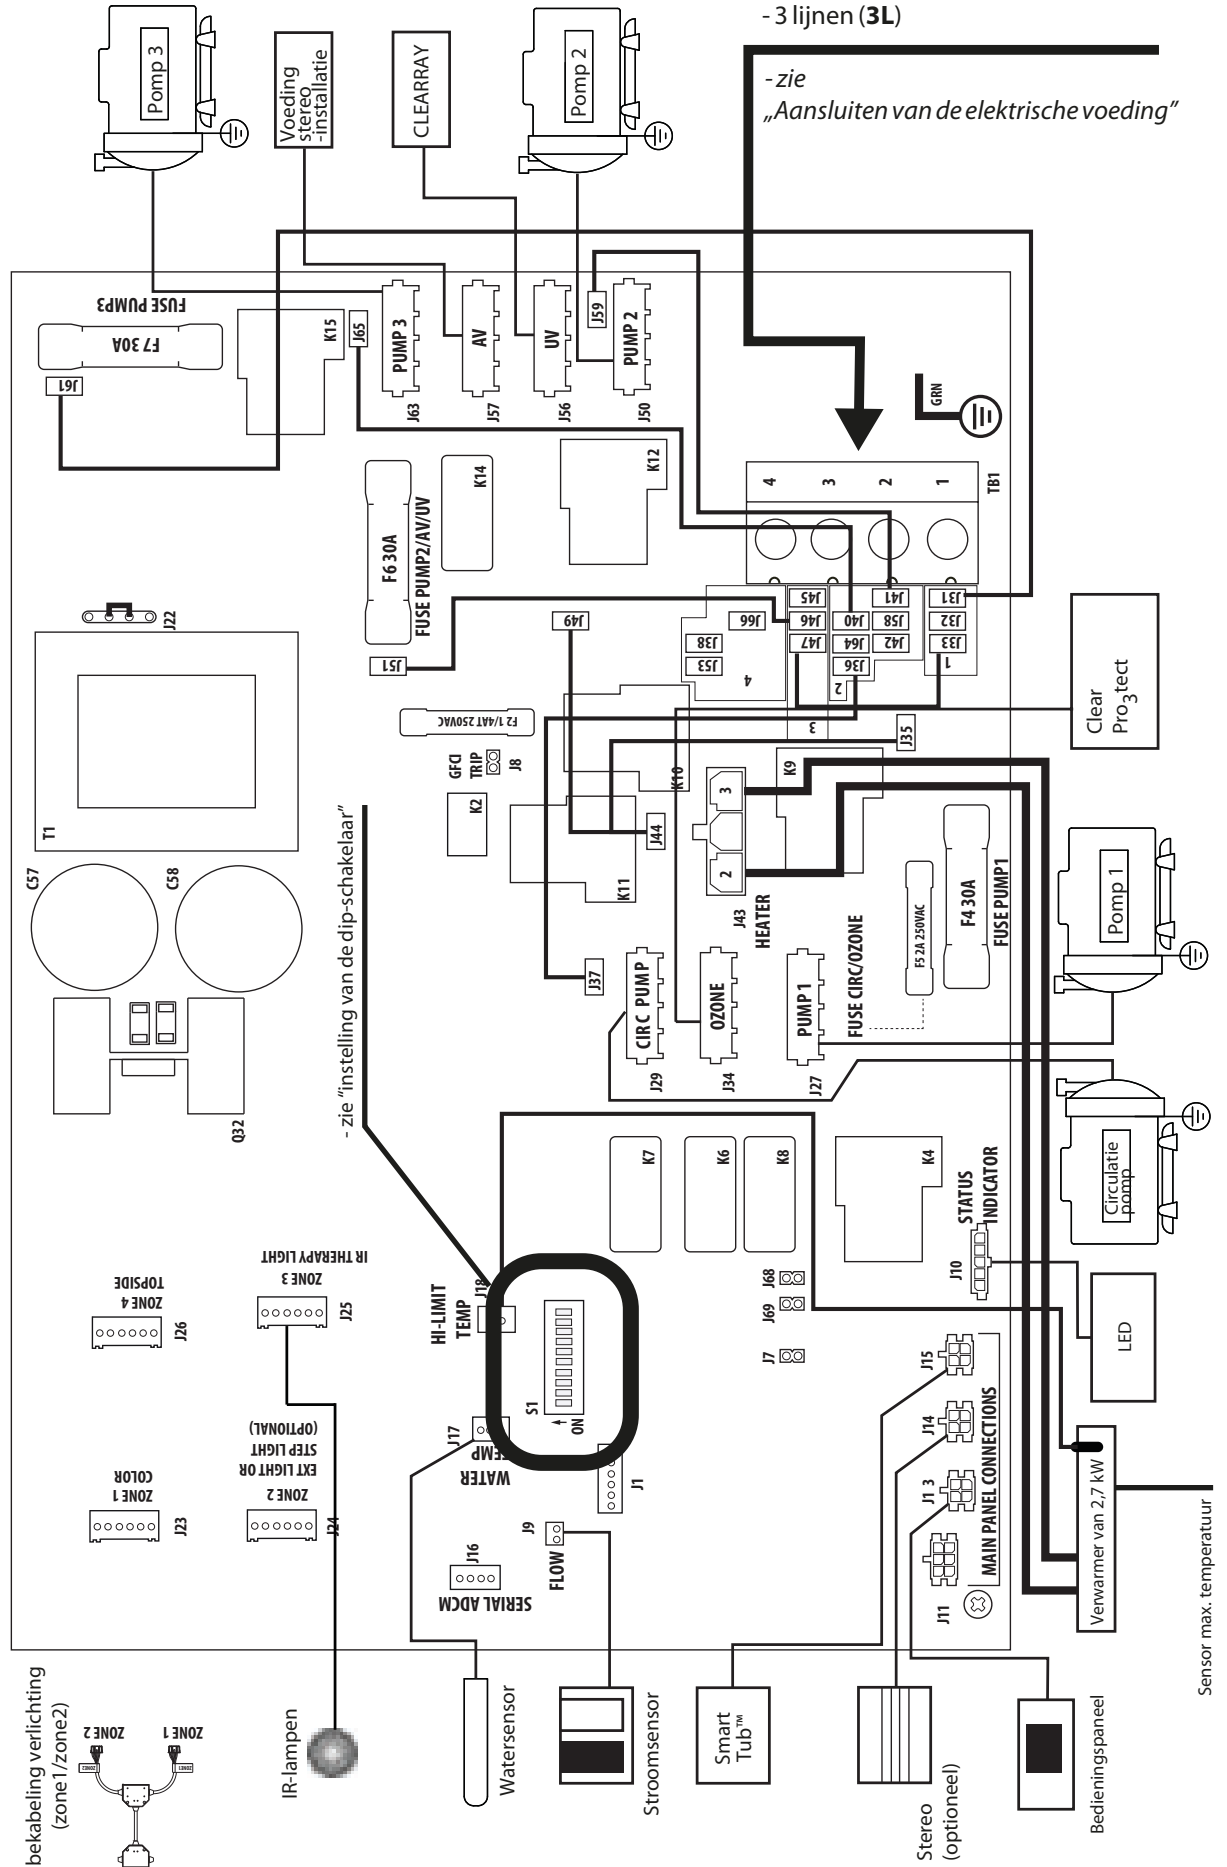 - 3 lijnen (3L)
- zie
„Aansluiten van de elektrische voeding”
Pomp 3
Voeding
stereo
-installatie
CLEARRAY
Pomp 2
FUSE PUMP3
F7 30A
J61
K15
J65
PUMP 3
J63
AV
J57
UV
J56
J59
PUMP 2
J50
GRN
K14
K12
F6 30A
FUSE PUMP2/AV/UV
4
3
2
1
TB1
J22
J51
J49
J66
J38
J53
4
J45
J46
J47
3
J40
J64
J36
2
J41
J58
J42
J31
J32
J33
1
T1
F2 1/4AT 250VAC
GFCI
TRIP
J8
K2
K10
J35
K9
J44
K11
3
2
J43
HEATER
Clear
Pro3tect
C57
C58
Q32
- zie “instelling van de dip-schakelaar”
J37
CIRC PUMP
J29
OZONE
J34
PUMP1
J27
FUSE CIRC/OZONE
F5 2A 250VAC
F4 30A
FUSE PUMP1
Pomp 1
Circulatie
pomp
K7
K6
K8
K4
STATUS
INDICATOR
J10
LED
ZONE 4
TOPSIDE
J26
ZONE 3
IR THERAPY LIGHT
J25
HI-LIMIT
TEMP
J18
S1
ON
J17
WATER
TEMP
J1
J68
J69
J7
ZONE 1
COLOR
J23
ZONE 2
EXT LIGHT OR
STEP LIGHT
(OPTIONAL)
J24
J16
SERIAL ADCM
J9
FLOW
J15
J14
J1 3
J11
MAIN PANEL CONNECTIONS
Verwarmer van 2,7 kW
Sensor max. temperatuur
bekabeling verlichting
(zone1/zone2)
ZONE 2
ZONE 1
ZONE2
ZONE1
IR-lampen
Watersensor
Stroomsensor
Smart
Tub™
Stereo
(optioneel)
Bedieningspaneel